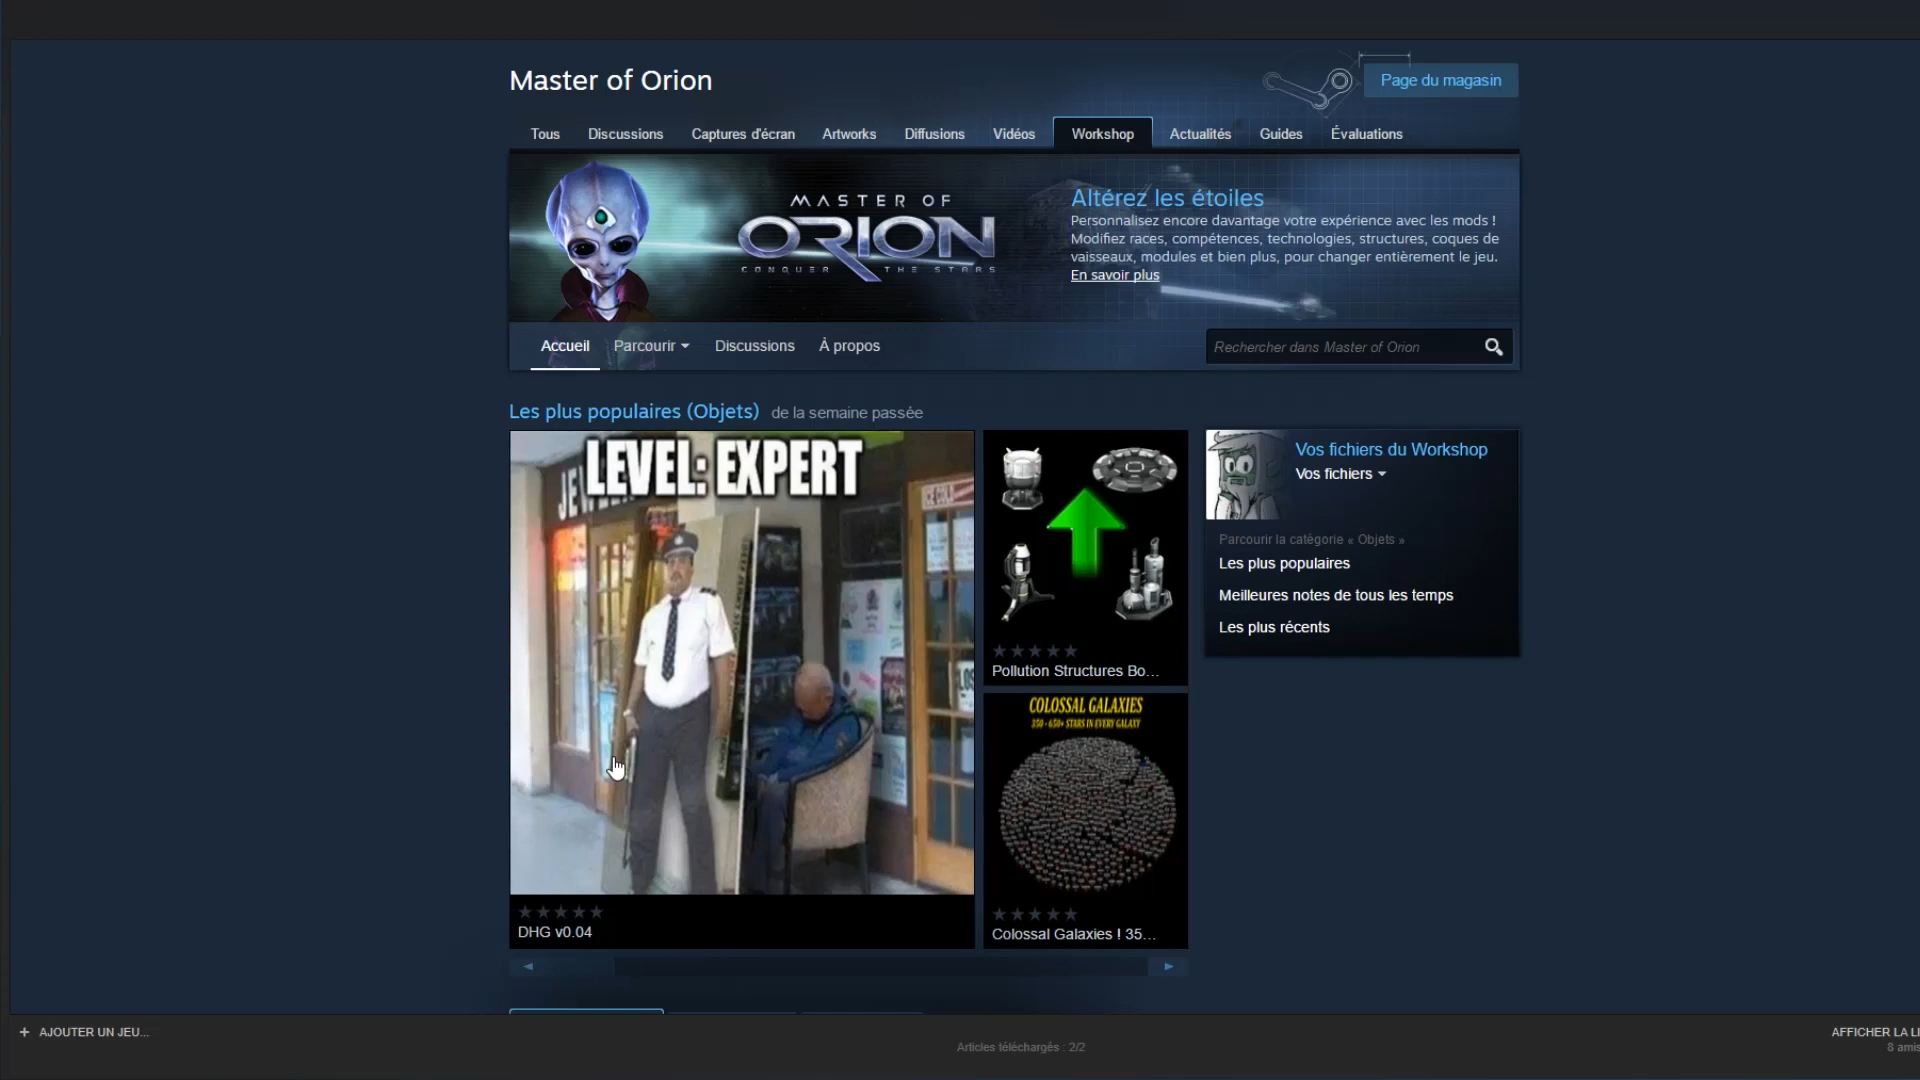 Master of Orion
Page du magasin
Tous Discussions Captures d'écran Artworks Diffusions Vidéos Workshop Actualités Guides Évaluations
MASTER OF
ORION
CONQUER THE STARS
Altérez les étoiles
Personnalisez encore davantage votre expérience avec les mods !
Modifiez races, compétences, technologies, structures, coques de
vaisseaux, modules et bien plus, pour changer entièrement le jeu.
En savoir plus
Accueil Parcourir Discussions À propos
Rechercher dans Master of Orion
Les plus populaires (Objets) de la semaine passée
LEVEL: EXPERT
DHG v0.04
Pollution Structures Bo...
COLOSSAL GALAXIES
350 - 650+ STARS IN EVERY GALAXY
Colossal Galaxies ! 35...
Vos fichiers du Workshop
Vos fichiers
Parcourir la catégorie « Objets »
Les plus populaires
Meilleures notes de tous les temps
Les plus récents
+ AJOUTER UN JEU...
Articles téléchargés : 2/2
AFFICHER LA LI
8 amis